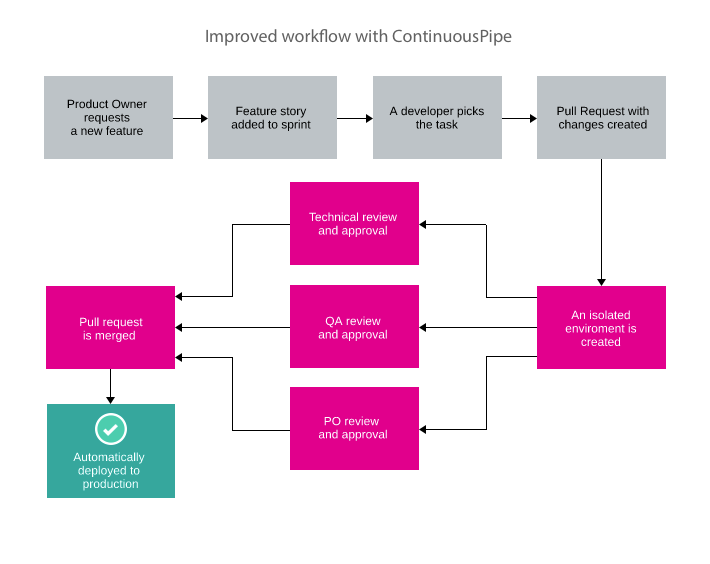 Improved workflow with ContinuousPipe
Product Owner
requests
a new feature
Feature story
added to sprint
A developer picks
the task
Pull Request with
changes created
Technical review
and approval
Pull request
is merged
QA review
and approval
An isolated
enviroment is
created
PO review
and approval
Automatically
deployed to
production